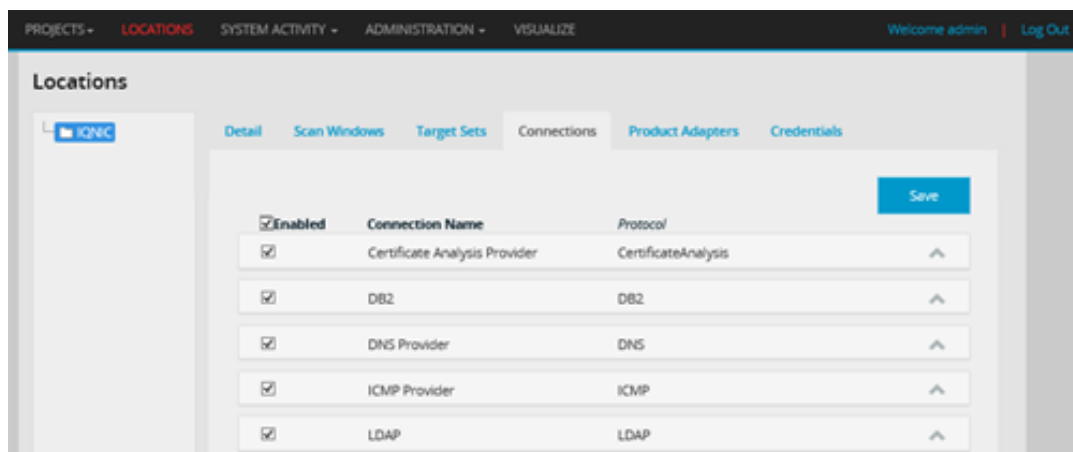 PROJECTS LOCATIONS SYSTEM ACTIVITY ADMINISTRATION VISUALIZE Welcome admin | Log Out
Locations
IQNIC
Detail Scan Windows Target Sets Connections Product Adapters Credentials
Save
Enabled Connection Name Protocol
Certificate Analysis Provider CertificateAnalysis
DB2 DB2
DNS Provider DNS
ICMP Provider ICMP
LDAP LDAP